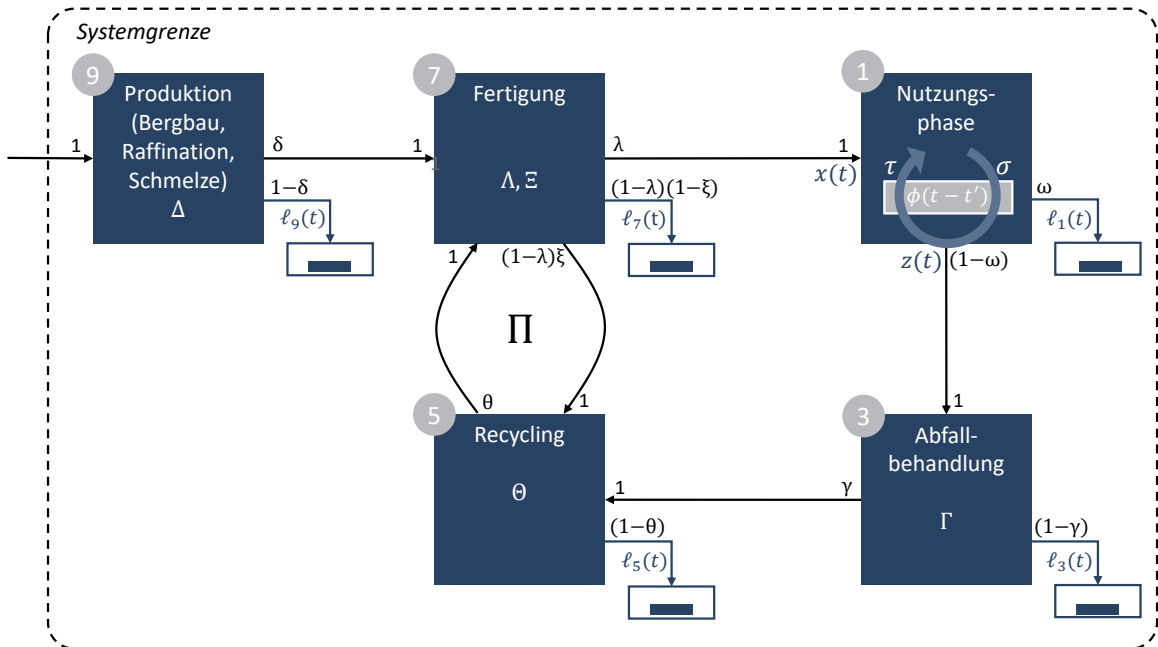 Systemgrenze
9
Produktion
(Bergbau,
Raffination,
Schmelze)
Δ
1
δ
1−δ
ℓ₉(t)
7
Fertigung
Λ, Ξ
1
1
λ
(1−λ)(1−ξ)
ℓ₇(t)
1
(1−λ)ξ
1
Nutzungs-
phase
1
x(t)
τ
σ
ϕ(t − t′)
ω
ℓ₁(t)
z(t)
(1−ω)
Π
θ
1
5
Recycling
Θ
1
(1−θ)
ℓ₅(t)
1
3
Abfall-
behandlung
Γ
γ
(1−γ)
ℓ₃(t)